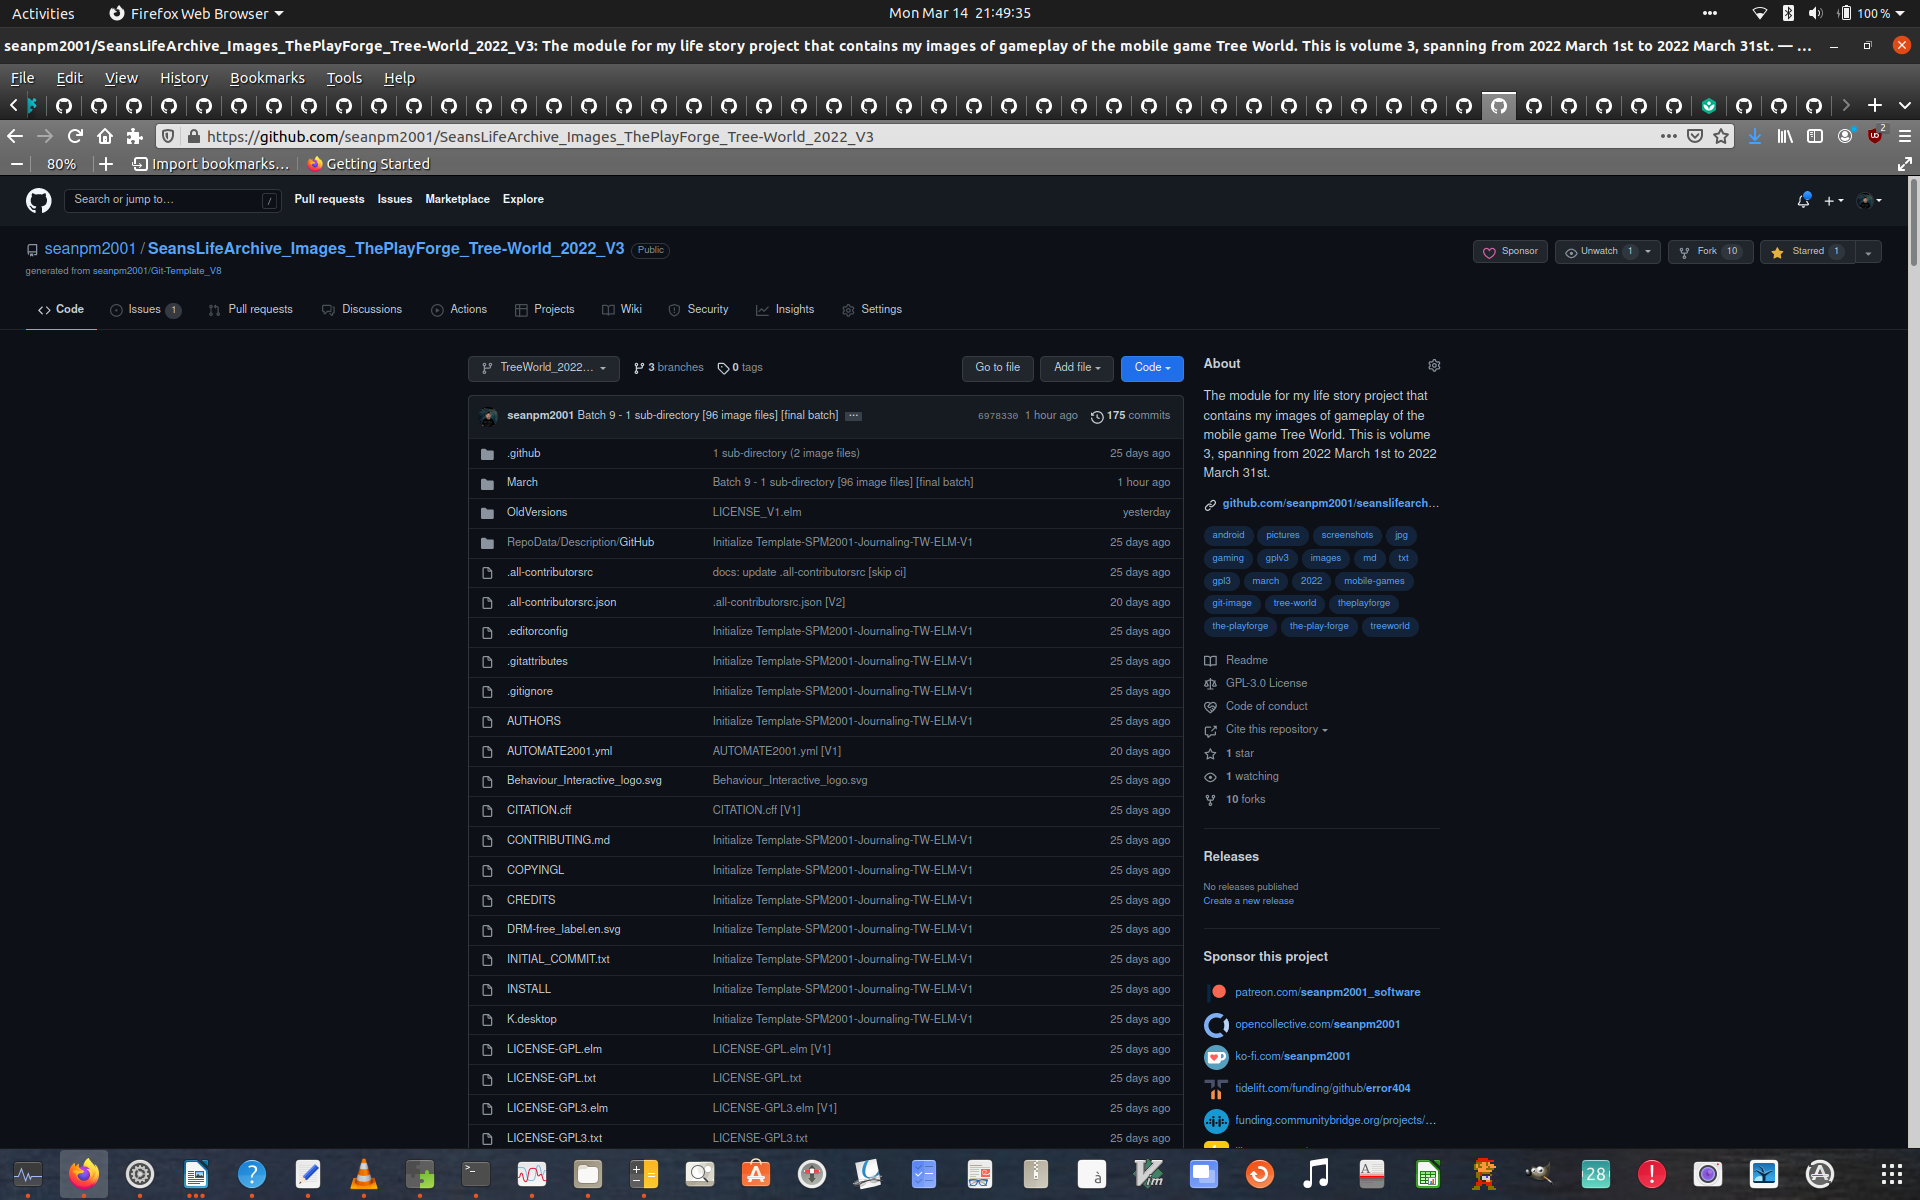 Activities Firefox Web Browser Mon Mar 14 21:49:35 100 %
seanpm2001/SeansLifeArchive_Images_ThePlayForge_Tree-World_2022_V3: The module for my life story project that contains my images of gameplay of the mobile game Tree World. This is volume 3, spanning from 2022 March 1st to 2022 March 31st. — ...
File Edit View History Bookmarks Tools Help
https://github.com/seanpm2001/SeansLifeArchive_Images_ThePlayForge_Tree-World_2022_V3 2
80% Import bookmarks... Getting Started
Search or jump to... / Pull requests Issues Marketplace Explore
seanpm2001 / SeansLifeArchive_Images_ThePlayForge_Tree-World_2022_V3 Public Sponsor Unwatch 1 Fork 10 Starred 1
generated from seanpm2001/Git-Template_V8
Code Issues 1 Pull requests Discussions Actions Projects Wiki Security Insights Settings
TreeWorld_2022... 3 branches 0 tags Go to file Add file Code
seanpm2001 Batch 9 - 1 sub-directory [96 image files] [final batch] ... 6978330 1 hour ago 175 commits
.github 1 sub-directory (2 image files) 25 days ago
March Batch 9 - 1 sub-directory [96 image files] [final batch] 1 hour ago
OldVersions LICENSE_V1.elm yesterday
RepoData/Description/GitHub Initialize Template-SPM2001-Journaling-TW-ELM-V1 25 days ago
.all-contributorsrc docs: update .all-contributorsrc [skip ci] 25 days ago
.all-contributorsrc.json .all-contributorsrc.json [V2] 20 days ago
.editorconfig Initialize Template-SPM2001-Journaling-TW-ELM-V1 25 days ago
.gitattributes Initialize Template-SPM2001-Journaling-TW-ELM-V1 25 days ago
.gitignore Initialize Template-SPM2001-Journaling-TW-ELM-V1 25 days ago
AUTHORS Initialize Template-SPM2001-Journaling-TW-ELM-V1 25 days ago
AUTOMATE2001.yml AUTOMATE2001.yml [V1] 20 days ago
Behaviour_Interactive_logo.svg Behaviour_Interactive_logo.svg 25 days ago
CITATION.cff CITATION.cff [V1] 25 days ago
CONTRIBUTING.md Initialize Template-SPM2001-Journaling-TW-ELM-V1 25 days ago
COPYINGL Initialize Template-SPM2001-Journaling-TW-ELM-V1 25 days ago
CREDITS Initialize Template-SPM2001-Journaling-TW-ELM-V1 25 days ago
DRM-free_label.en.svg Initialize Template-SPM2001-Journaling-TW-ELM-V1 25 days ago
INITIAL_COMMIT.txt Initialize Template-SPM2001-Journaling-TW-ELM-V1 25 days ago
INSTALL Initialize Template-SPM2001-Journaling-TW-ELM-V1 25 days ago
K.desktop Initialize Template-SPM2001-Journaling-TW-ELM-V1 25 days ago
LICENSE-GPL.elm LICENSE-GPL.elm [V1] 25 days ago
LICENSE-GPL.txt LICENSE-GPL.txt 25 days ago
LICENSE-GPL3.elm LICENSE-GPL3.elm [V1] 25 days ago
LICENSE-GPL3.txt LICENSE-GPL3.txt 25 days ago
About
The module for my life story project that
contains my images of gameplay of the
mobile game Tree World. This is volume
3, spanning from 2022 March 1st to 2022
March 31st.
github.com/seanpm2001/seanslifearch...
android pictures screenshots jpg
gaming gplv3 images md txt
gpl3 march 2022 mobile-games
git-image tree-world theplayforge
the-playforge the-play-forge treeworld
Readme
GPL-3.0 License
Code of conduct
Cite this repository
1 star
1 watching
10 forks
Releases
No releases published
Create a new release
Sponsor this project
patreon.com/seanpm2001_software
opencollective.com/seanpm2001
ko-fi.com/seanpm2001
tidelift.com/funding/github/error404
funding.communitybridge.org/projects/...
28